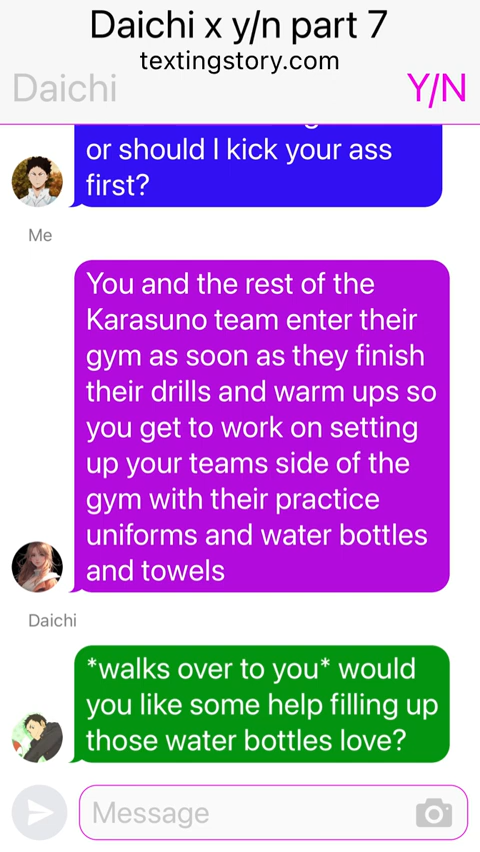 Daichi x y/n part 7
textingstory.com
Daichi
Y/N
or should I kick your ass
first?
Me
You and the rest of the
Karasuno team enter their
gym as soon as they finish
their drills and warm ups so
you get to work on setting
up your teams side of the
gym with their practice
uniforms and water bottles
and towels
Daichi
*walks over to you* would
you like some help filling up
those water bottles love?
Message